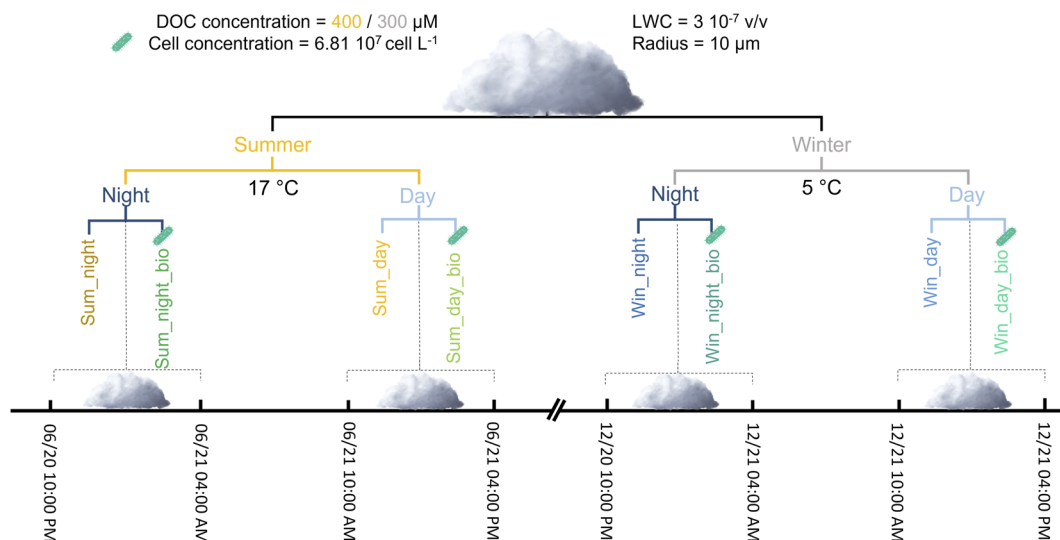 DOC concentration = 400 / 300 µM
Cell concentration = 6.81 10⁷ cell L⁻¹
LWC = 3 10⁻⁷ v/v
Radius = 10 µm
Summer
Winter
17 °C
5 °C
Night
Day
Night
Day
Sum_night
Sum_night_bio
Sum_day
Sum_day_bio
Win_night
Win_night_bio
Win_day
Win_day_bio
06/20 10:00 PM
06/21 04:00 AM
06/21 10:00 AM
06/21 04:00 PM
12/20 10:00 PM
12/21 04:00 AM
12/21 10:00 AM
12/21 04:00 PM